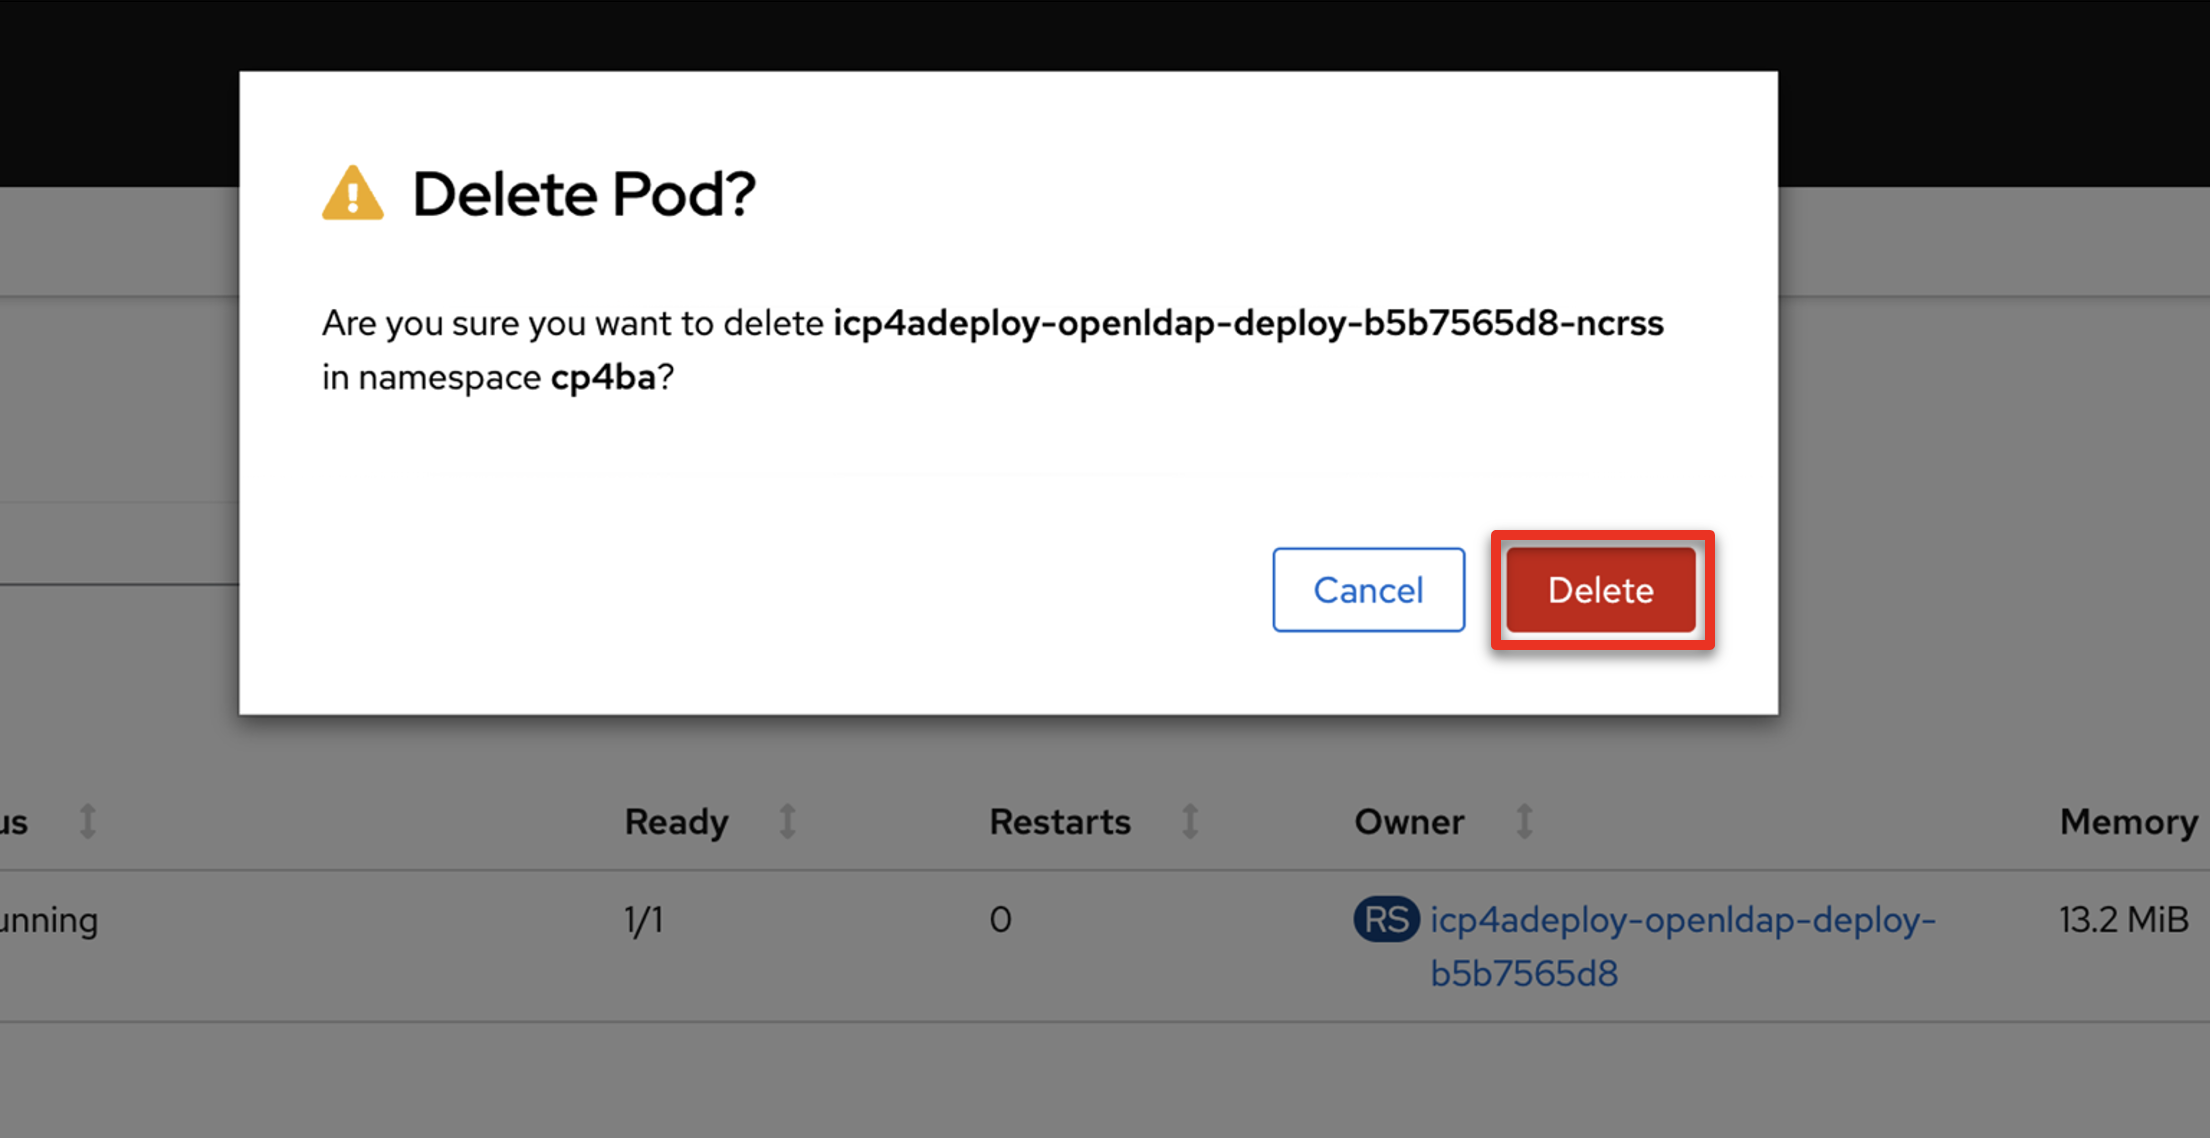 Delete Pod?
Are you sure you want to delete icp4adeploy-openldap-deploy-b5b7565d8-ncrss
in namespace cp4ba?
Cancel
Delete
us
Ready
Restarts
Owner
Memory
unning
1/1
0
RS icp4adeploy-openldap-deploy-
b5b7565d8
13.2 MiB